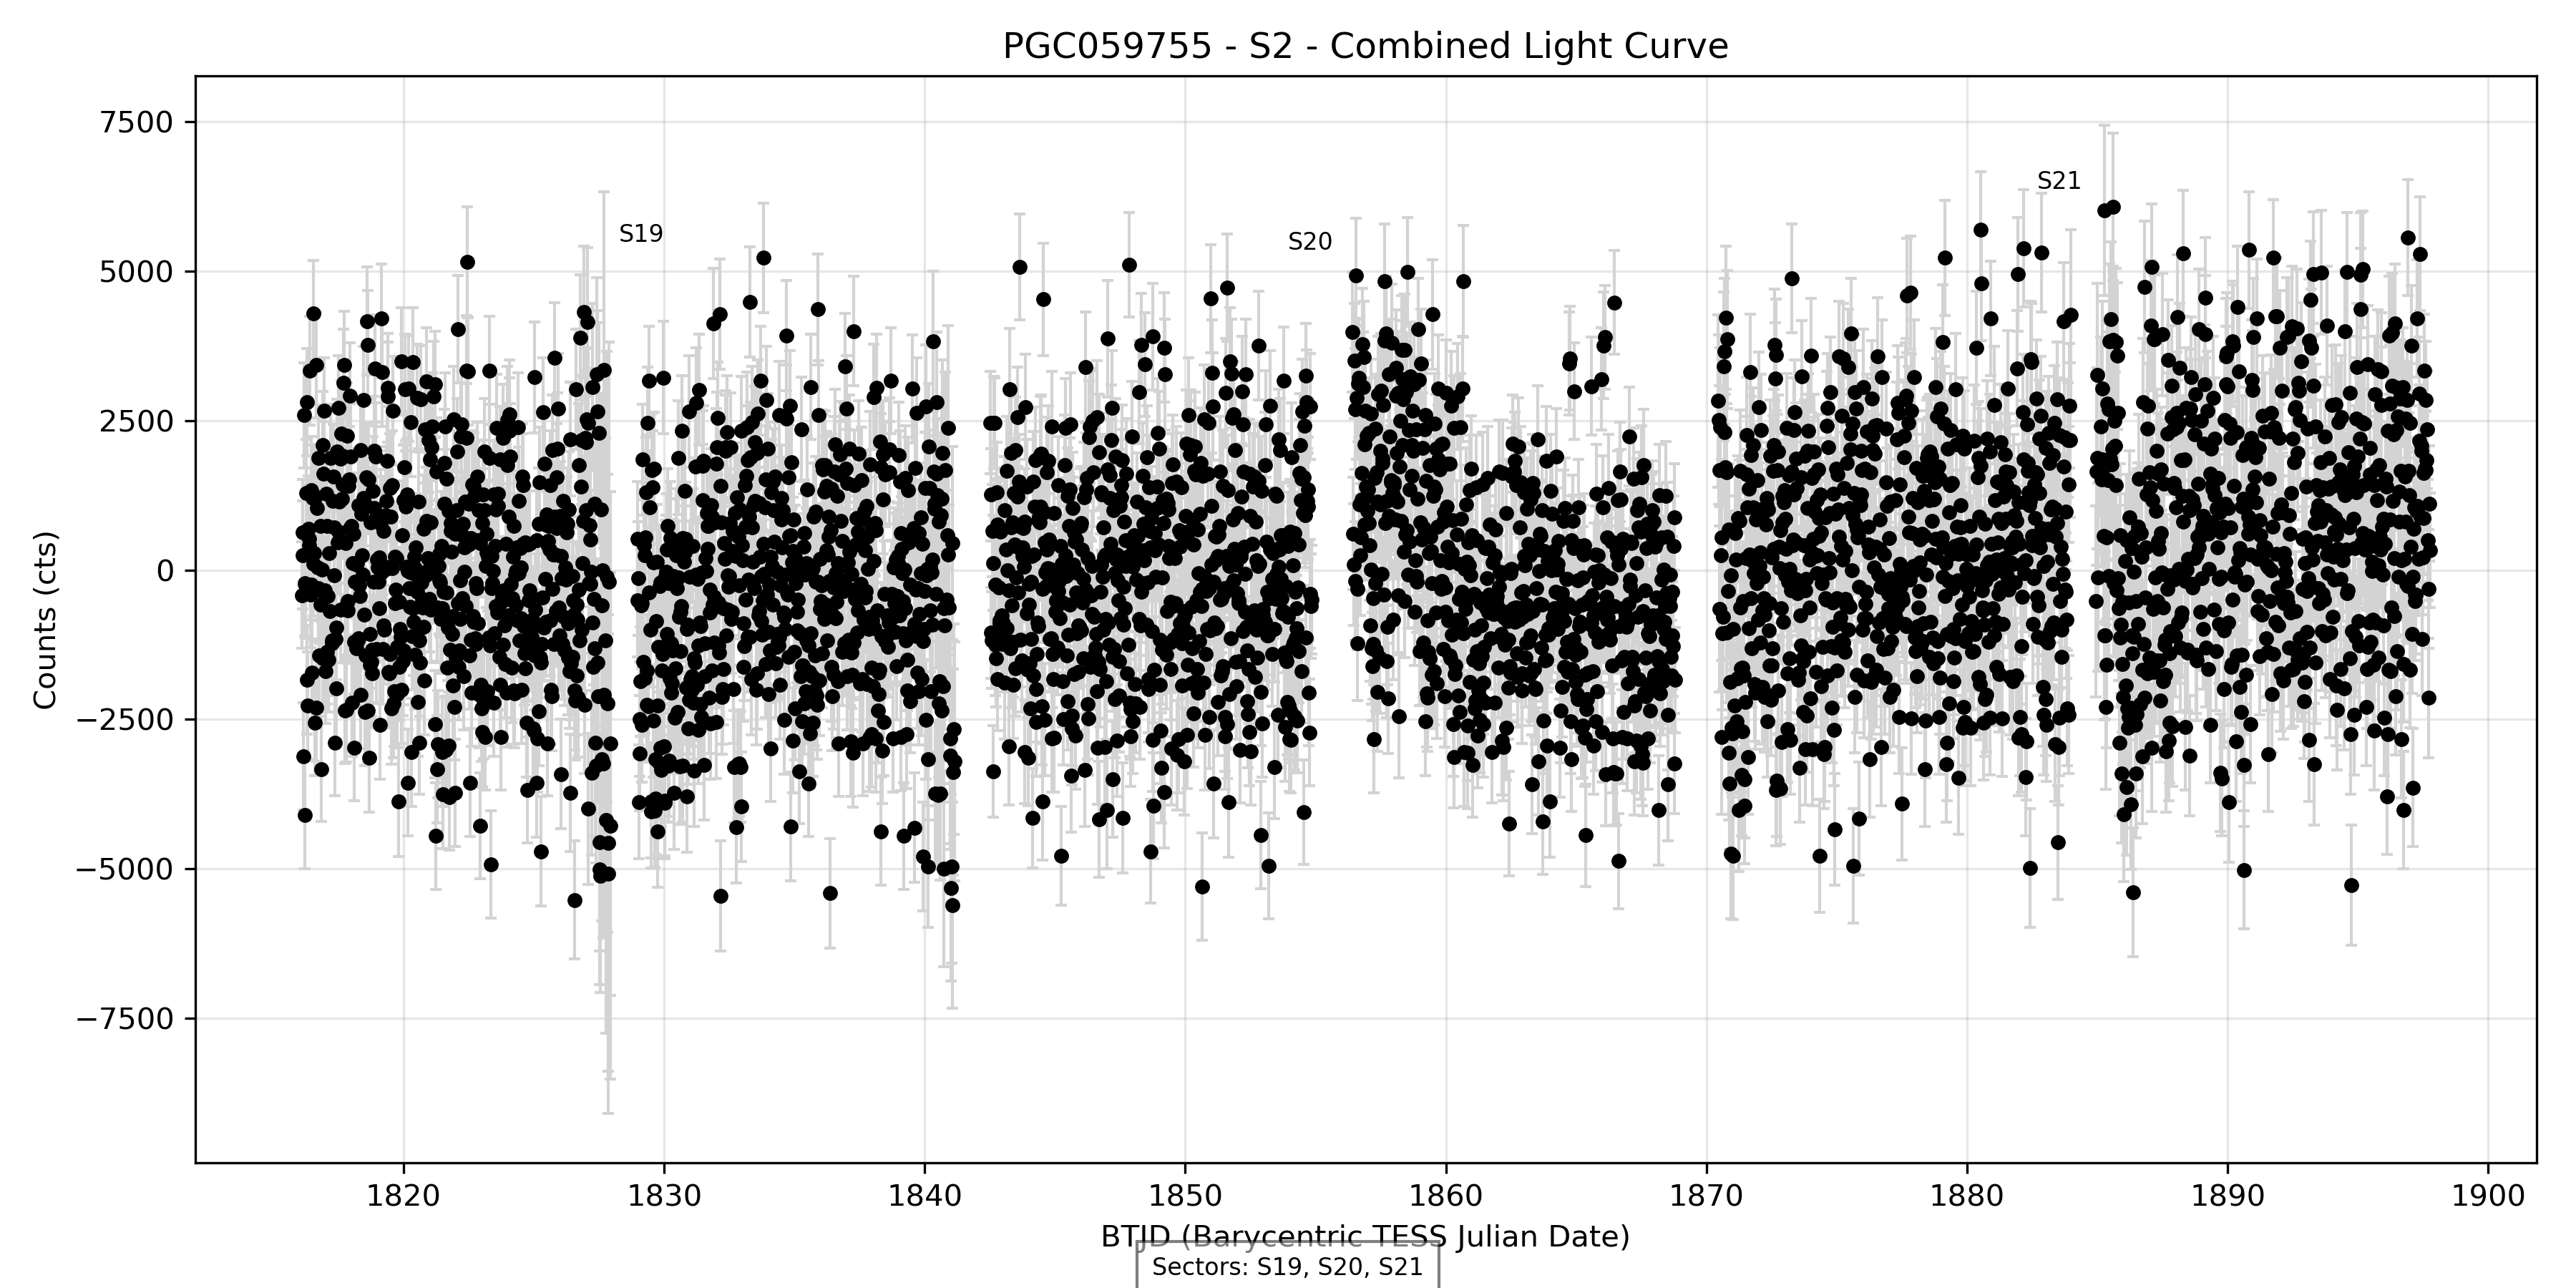 PGC059755 - S2 - Combined Light Curve
7500
5000
2500
0
−2500
−5000
−7500
Counts (cts)
S19
S20
S21
1820
1830
1840
1850
1860
1870
1880
1890
1900
BTJD (Barycentric TESS Julian Date)
Sectors: S19, S20, S21